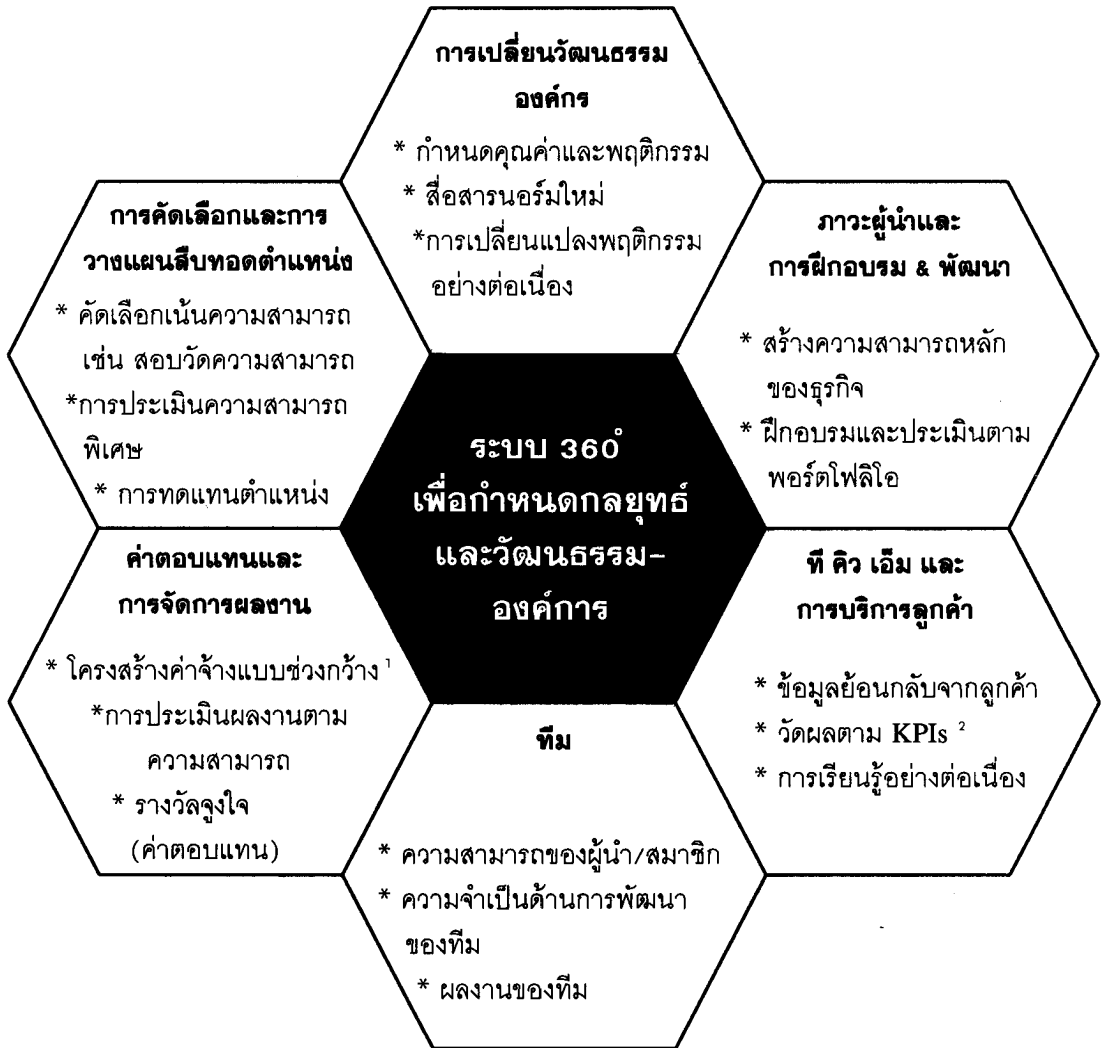 การเปลี่ยนวัฒนธรรม
องค์กร
* กำหนดคุณค่าและพฤติกรรม
* สื่อสารนอร์มใหม่
*การเปลี่ยนแปลงพฤติกรรม
อย่างต่อเนื่อง
การคัดเลือกและการ
วางแผนสืบทอดตำแหน่ง
* คัดเลือกเน้นความสามารถ
เช่น สอบวัดความสามารถ
*การประเมินความสามารถ
พิเศษ
* การทดแทนตำแหน่ง
ภาวะผู้นำและ
การฝึกอบรม & พัฒนา
* สร้างความสามารถหลัก
ของธุรกิจ
* ฝึกอบรมและประเมินตาม
พอร์ตโฟลิโอ
ระบบ 360°
เพื่อกำหนดกลยุทธ์
และวัฒนธรรม-
องค์การ
ค่าตอบแทนและ
การจัดการผลงาน
* โครงสร้างค่าจ้างแบบช่วงกว้าง ¹
*การประเมินผลงานตาม
ความสามารถ
* รางวัลจูงใจ
(ค่าตอบแทน)
ที คิว เอ็ม และ
การบริการลูกค้า
* ข้อมูลย้อนกลับจากลูกค้า
* วัดผลตาม KPIs ²
* การเรียนรู้อย่างต่อเนื่อง
ทีม
* ความสามารถของผู้นำ/สมาชิก
* ความจำเป็นด้านการพัฒนา
ของทีม
* ผลงานของทีม